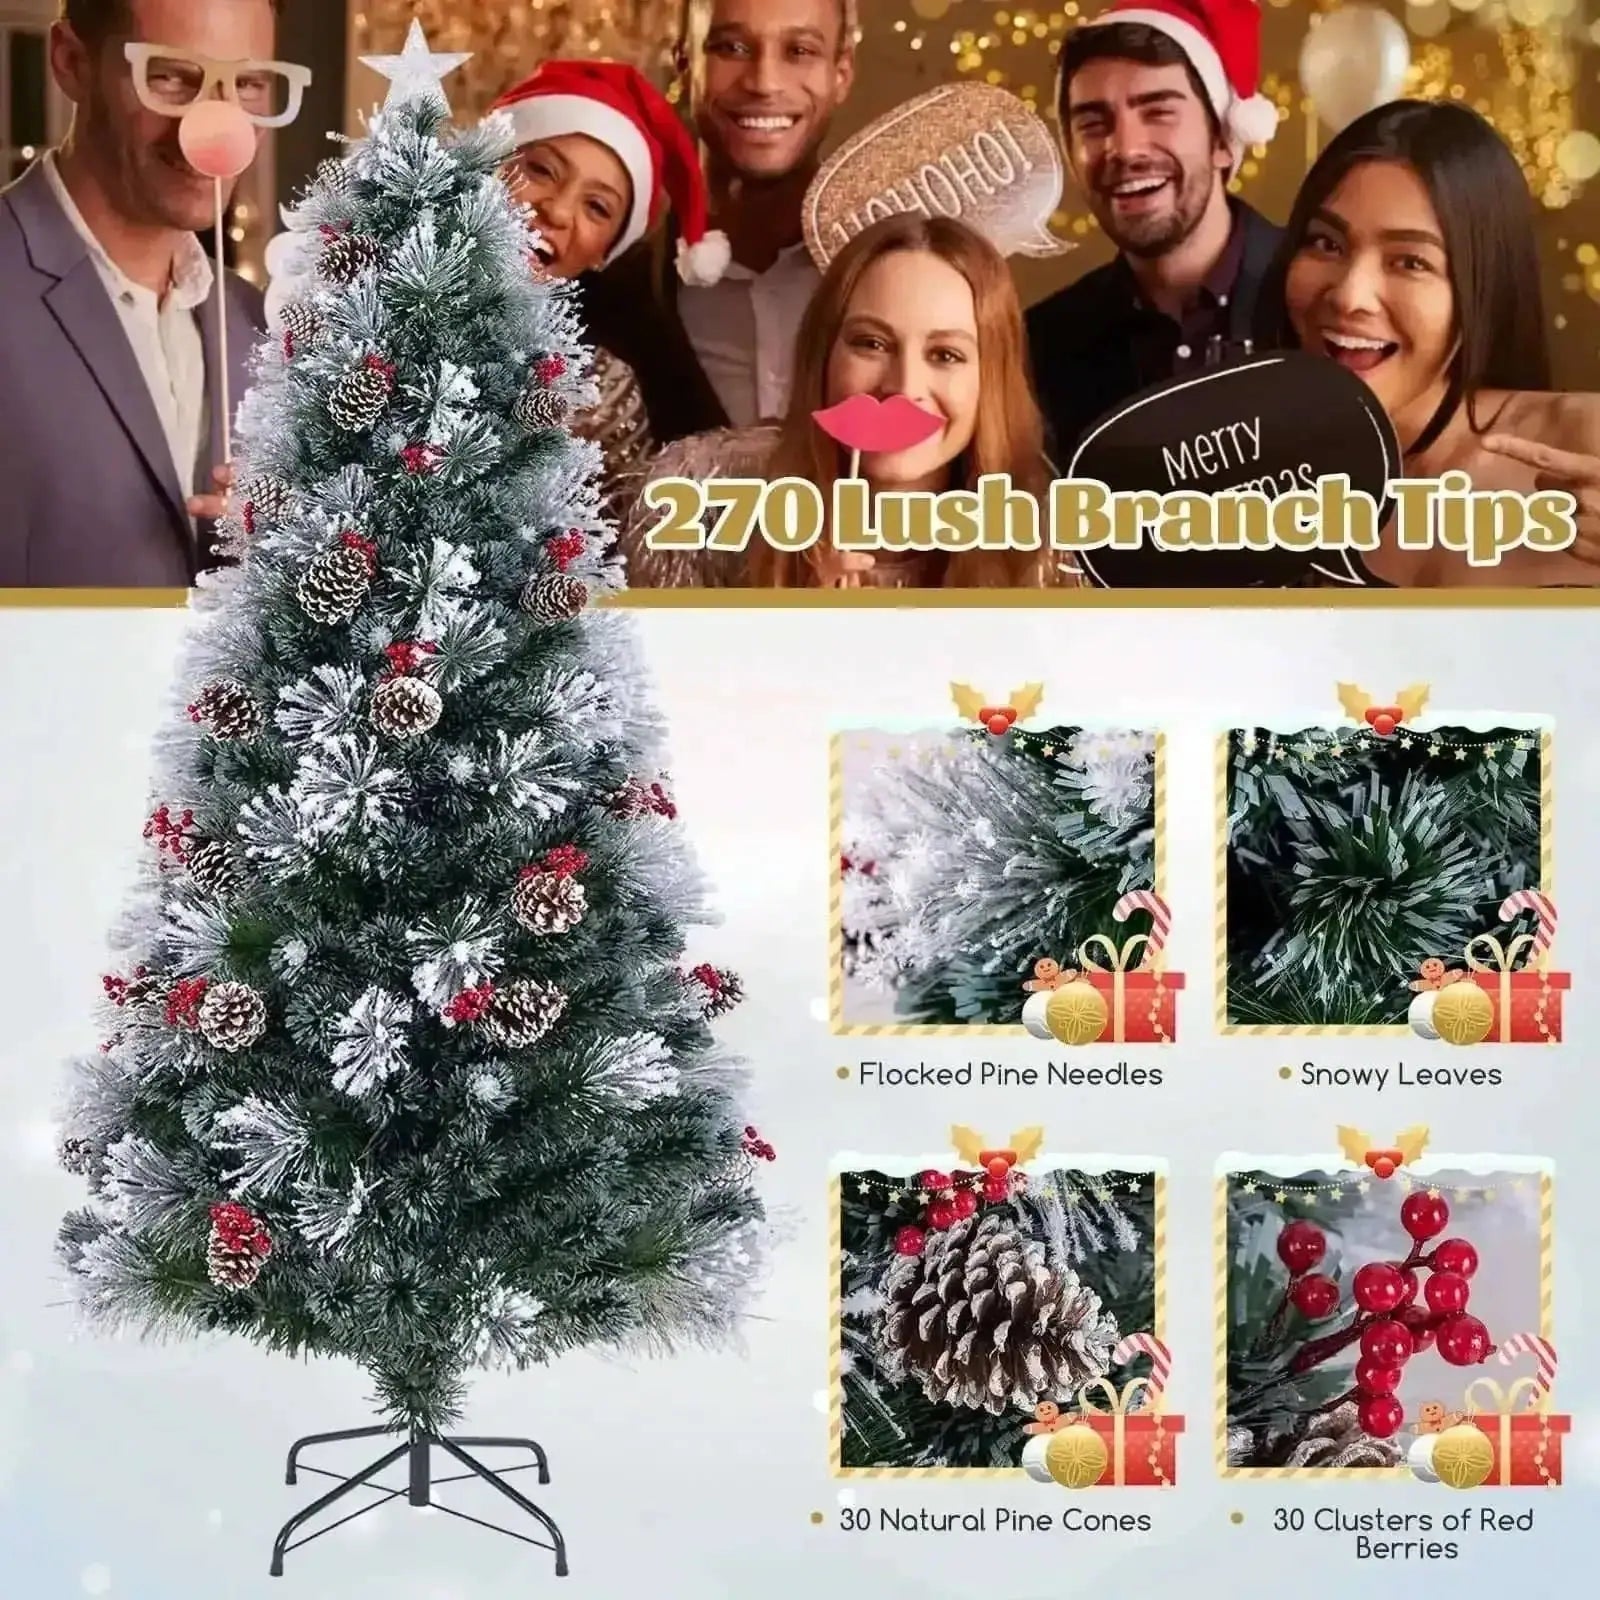 HOHOHO!
Merry
270 Lush Branch Tips
• Flocked Pine Needles
• Snowy Leaves
• 30 Natural Pine Cones
• 30 Clusters of Red
Berries